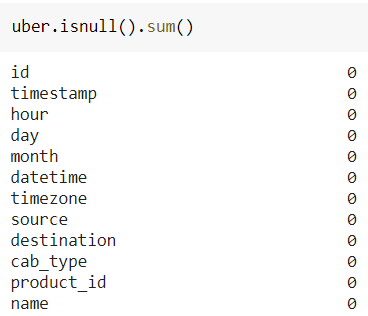 uber.isnull().sum()
id 0
timestamp 0
hour 0
day 0
month 0
datetime 0
timezone 0
source 0
destination 0
cab_type 0
product_id 0
name 0